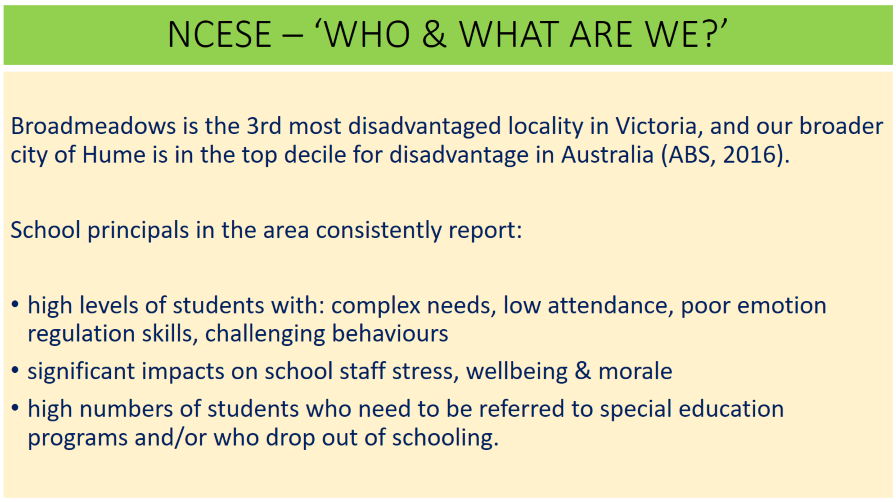 NCESE – ‘WHO & WHAT ARE WE?’
Broadmeadows is the 3rd most disadvantaged locality in Victoria, and our broader
city of Hume is in the top decile for disadvantage in Australia (ABS, 2016).
School principals in the area consistently report:
• high levels of students with: complex needs, low attendance, poor emotion
regulation skills, challenging behaviours
• significant impacts on school staff stress, wellbeing & morale
• high numbers of students who need to be referred to special education
programs and/or who drop out of schooling.